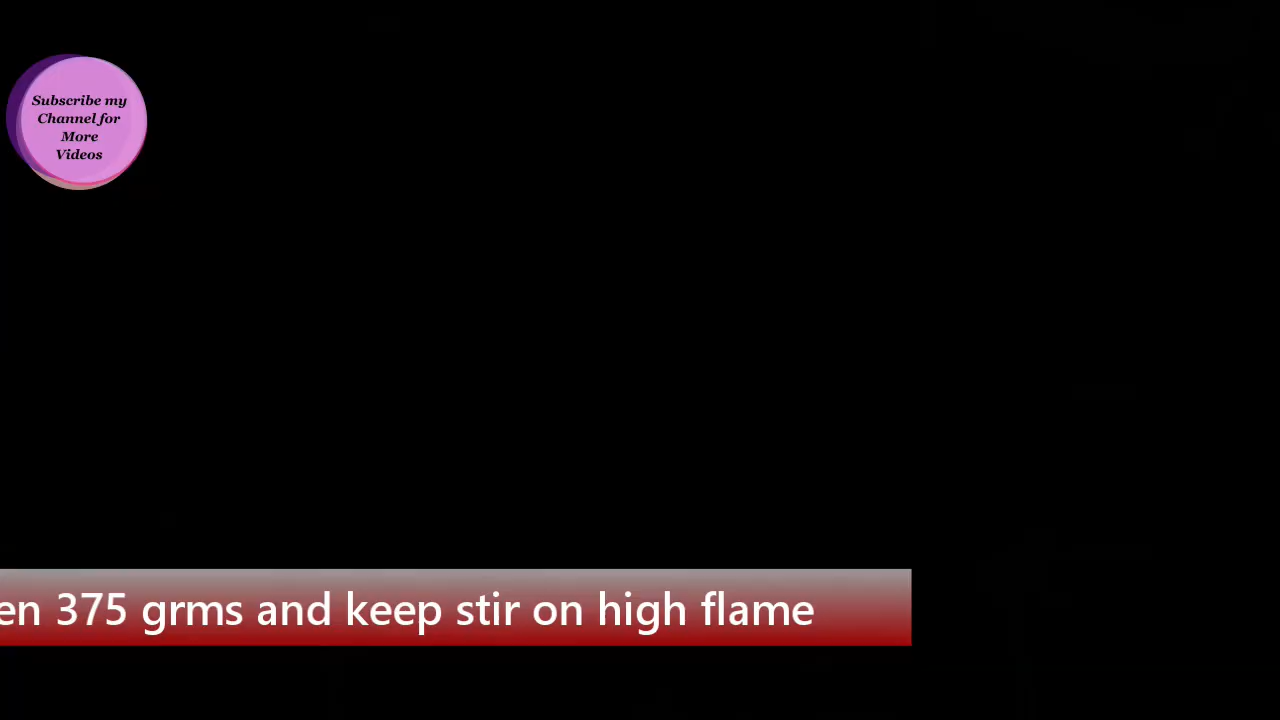 Subscribe my
Channel for
More
Videos
en 375 grms and keep stir on high flame